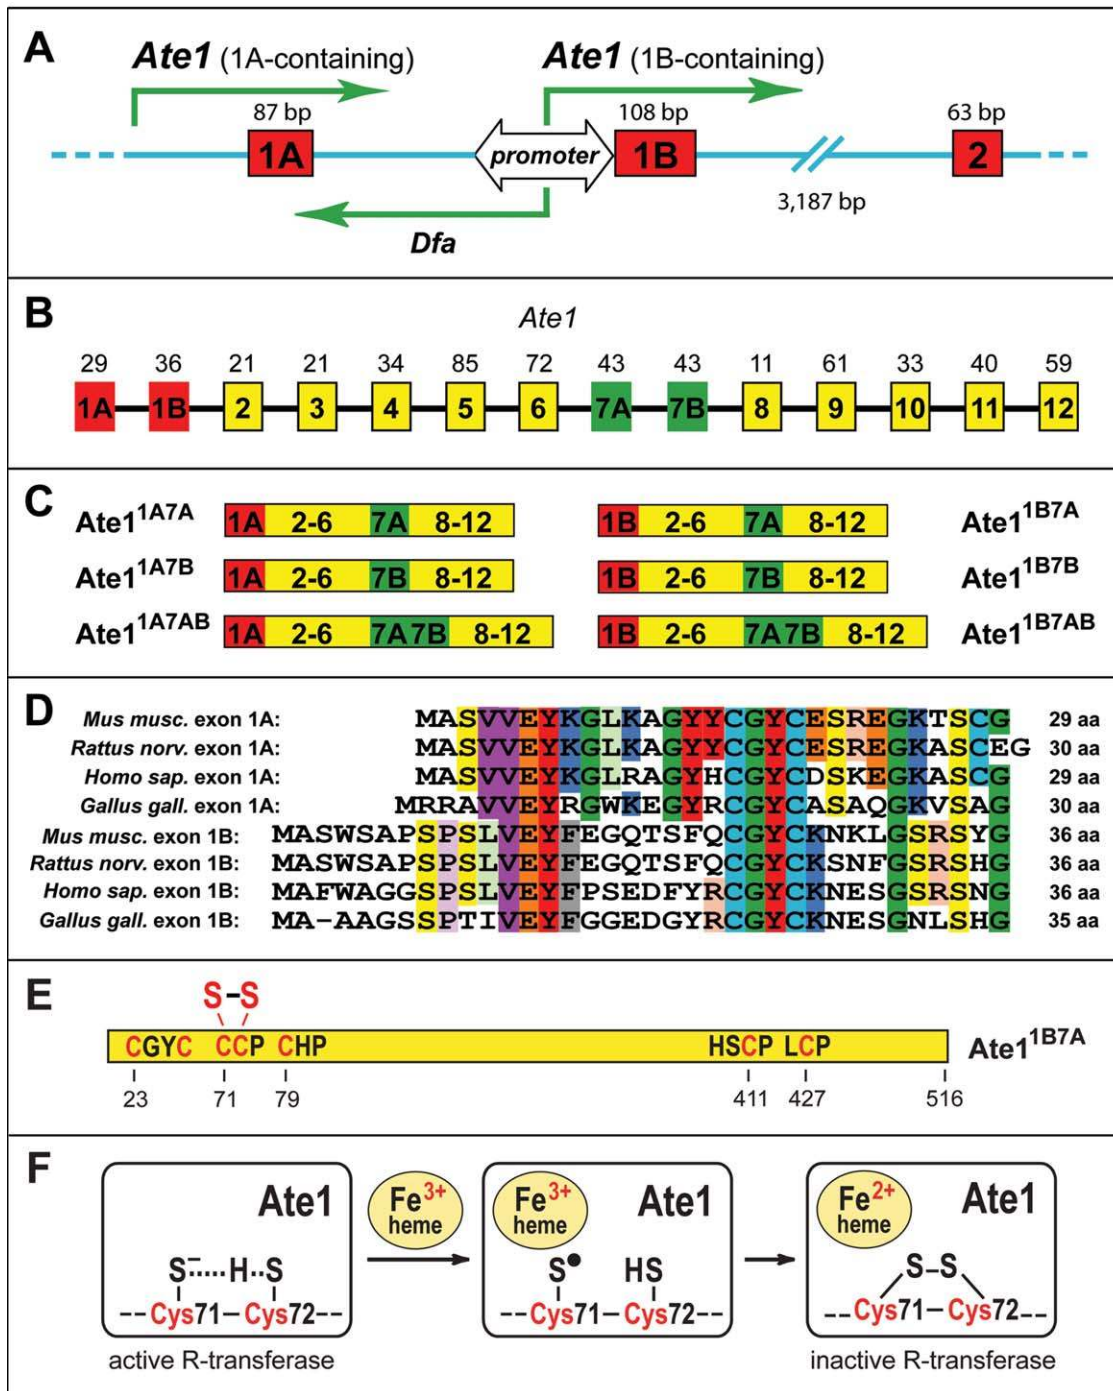 A
Ate1 (1A-containing)
Ate1 (1B-containing)
87 bp
108 bp
63 bp
1A
promoter
1B
2
3,187 bp
Dfa
B
Ate1
29 36 21 21 34 85 72 43 43 11 61 33 40 59
1A 1B 2 3 4 5 6 7A 7B 8 9 10 11 12
C
Ate1 1A7A 1A 2-6 7A 8-12 1B 2-6 7A 8-12 Ate1 1B7A
Ate1 1A7B 1A 2-6 7B 8-12 1B 2-6 7B 8-12 Ate1 1B7B
Ate1 1A7AB 1A 2-6 7A7B 8-12 1B 2-6 7A7B 8-12 Ate1 1B7AB
D
Mus musc. exon 1A: MASVVEYKGLKAGYYCGYCESREGKTSCG 29 aa
Rattus norv. exon 1A: MASVVEYKGLKAGYYCGYCESREGKASCEG 30 aa
Homo sap. exon 1A: MASVVEYKGLRAGYHCGYCDSKEGKASCG 29 aa
Gallus gall. exon 1A: MRRAVVEYRGWKEGYRCGYCASAQGKVSAG 30 aa
Mus musc. exon 1B: MASWSAPSPSLVEYFEGQTSFQCGYCKNKLGSRSYG 36 aa
Rattus norv. exon 1B: MASWSAPSPSLVEYFEGQTSFQCGYCKSNFGSRSHG 36 aa
Homo sap. exon 1B: MAFWAGGSPSLVEYFPSEDFYRCGYCKNESGSRSNG 36 aa
Gallus gall. exon 1B: MA-AAGSSPTIVEYFGGEDGYRCGYCKNESGNLSHG 35 aa
E
S–S
CGYC CCP CHP HSCP LCP Ate1 1B7A
23 71 79 411 427 516
F
Ate1 Fe3+ heme Fe3+ heme Ate1 Fe2+ heme Ate1
S–.....H..S S● HS S–S
--Cys71–Cys72-- --Cys71–Cys72-- --Cys71–Cys72--
active R-transferase inactive R-transferase